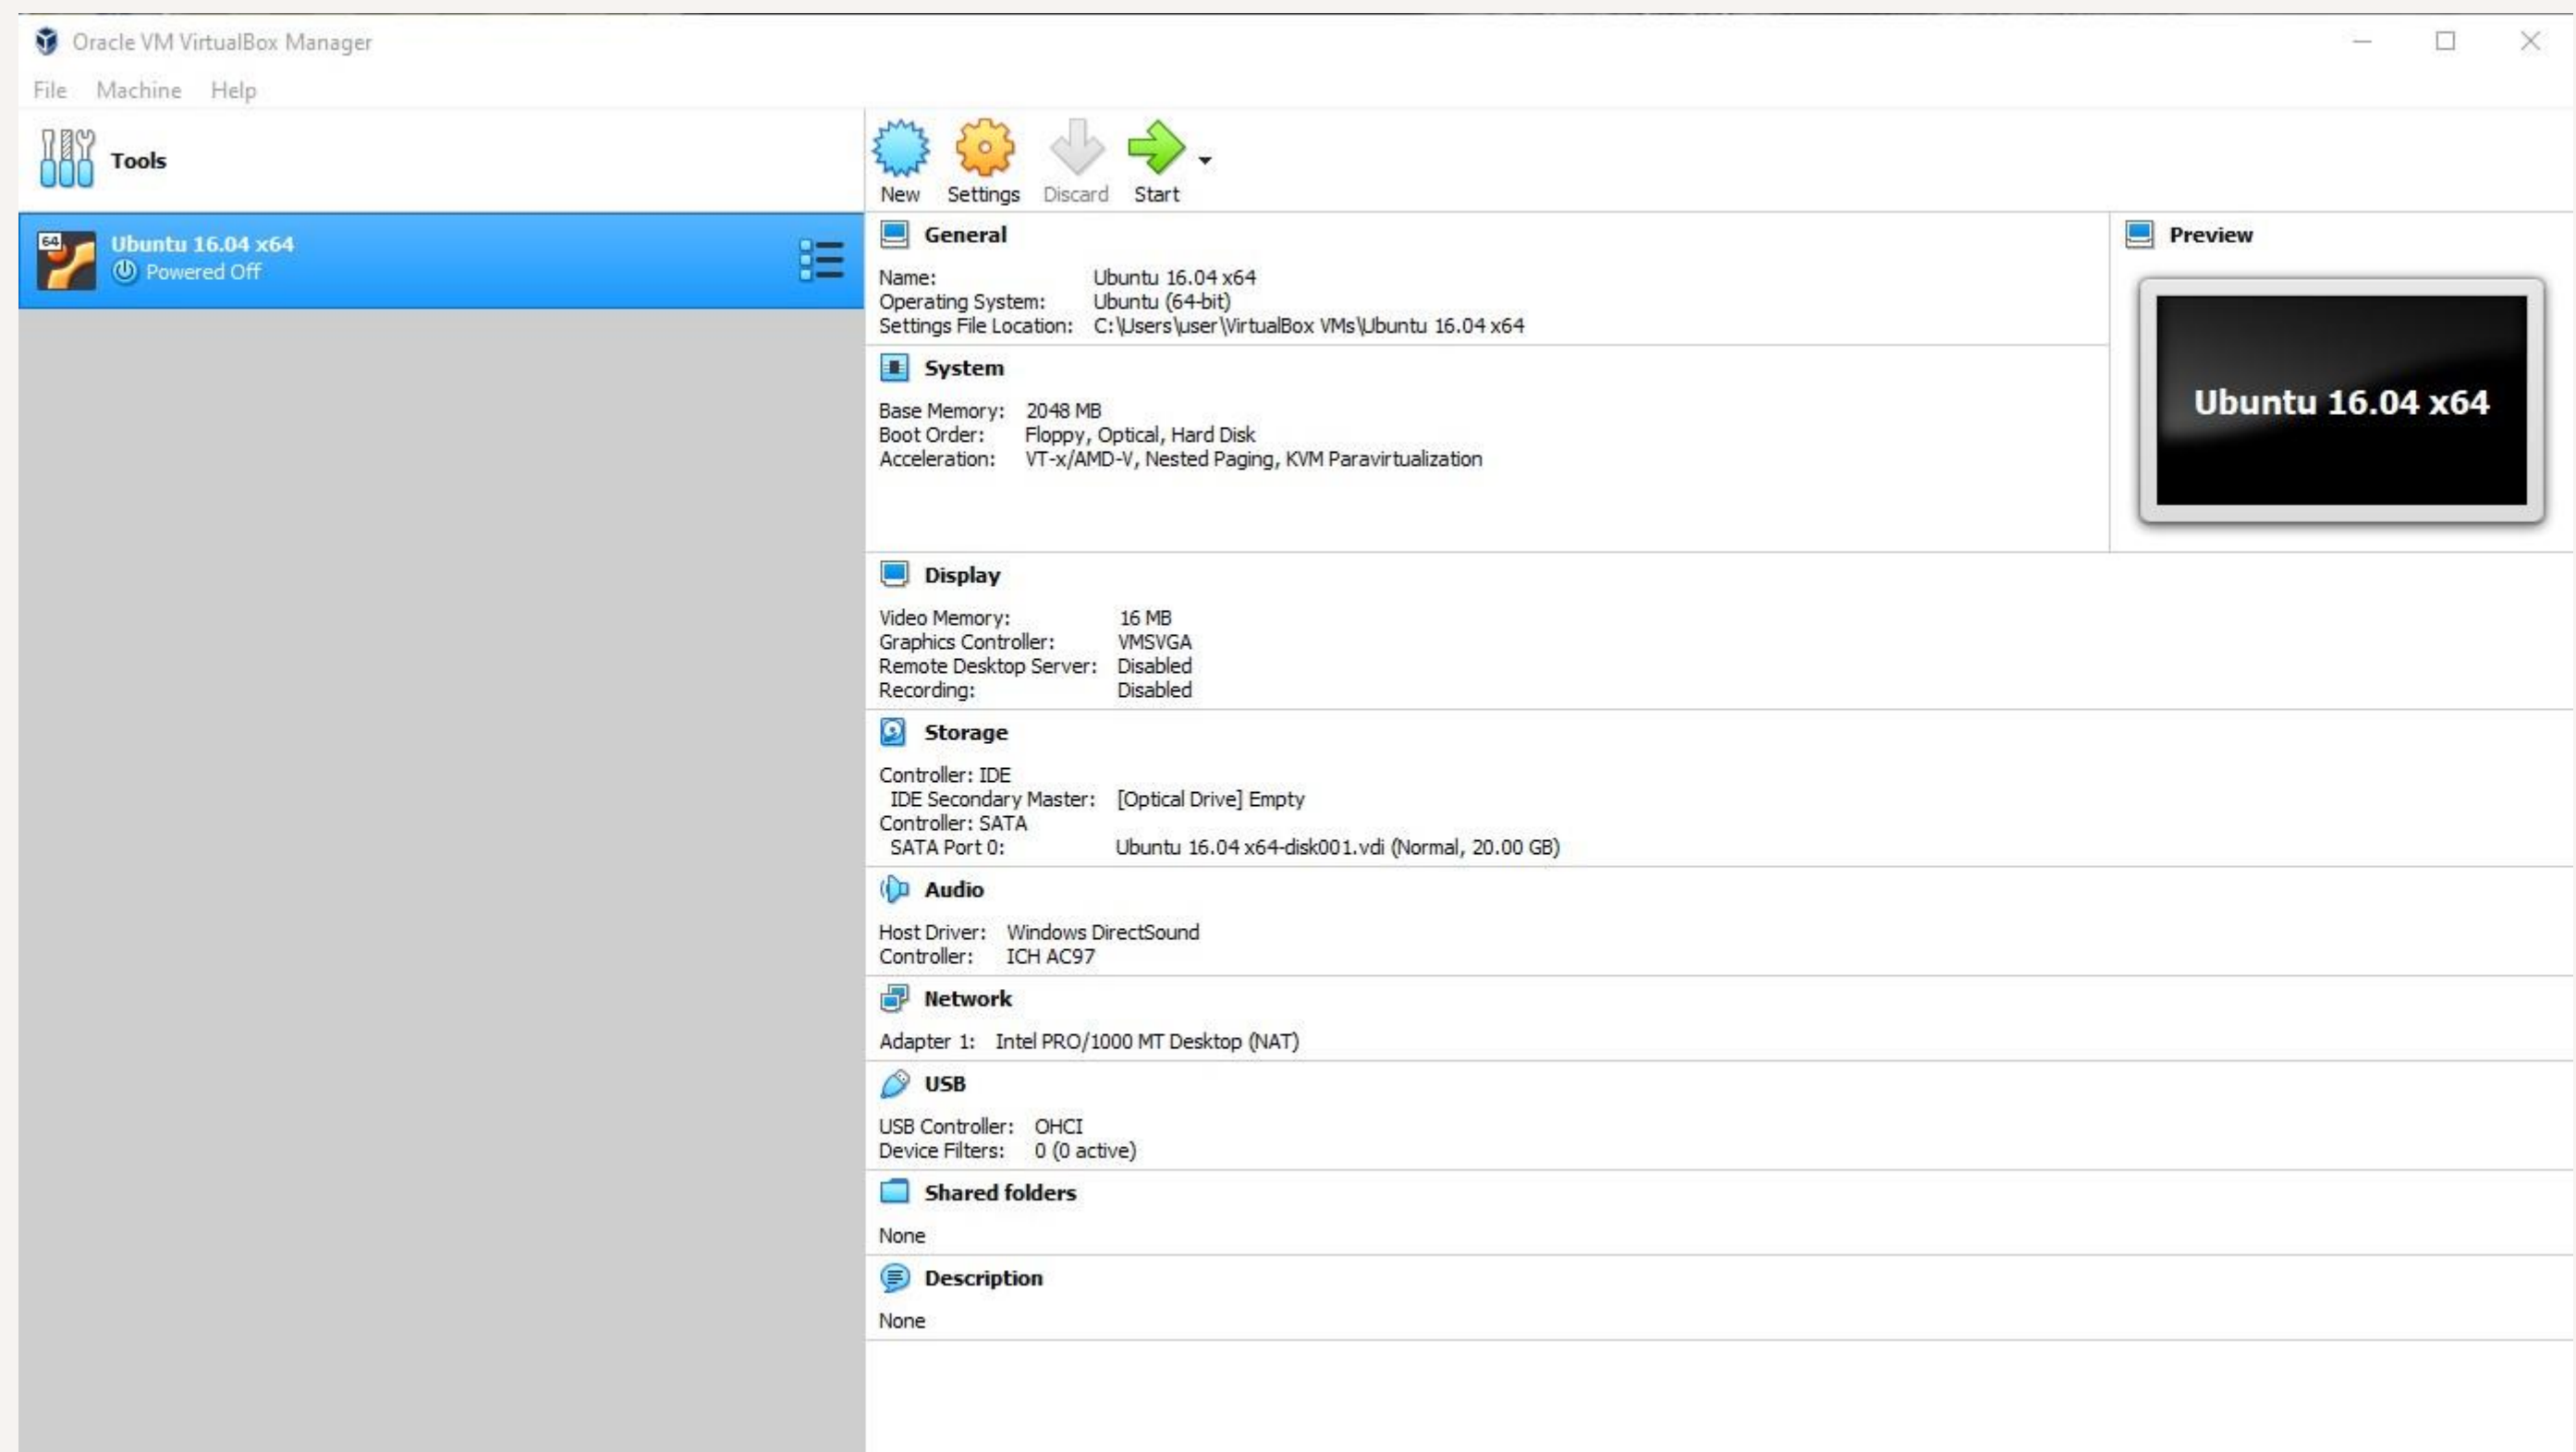 Oracle VM VirtualBox Manager
File Machine Help
Tools
New Settings Discard Start
64
Ubuntu 16.04 x64
Powered Off
General
Name: Ubuntu 16.04 x64
Operating System: Ubuntu (64-bit)
Settings File Location: C:\Users\user\VirtualBox VMs\Ubuntu 16.04 x64
Preview
Ubuntu 16.04 x64
System
Base Memory: 2048 MB
Boot Order: Floppy, Optical, Hard Disk
Acceleration: VT-x/AMD-V, Nested Paging, KVM Paravirtualization
Display
Video Memory: 16 MB
Graphics Controller: VMSVGA
Remote Desktop Server: Disabled
Recording: Disabled
Storage
Controller: IDE
IDE Secondary Master: [Optical Drive] Empty
Controller: SATA
SATA Port 0: Ubuntu 16.04 x64-disk001.vdi (Normal, 20.00 GB)
Audio
Host Driver: Windows DirectSound
Controller: ICH AC97
Network
Adapter 1: Intel PRO/1000 MT Desktop (NAT)
USB
USB Controller: OHCI
Device Filters: 0 (0 active)
Shared folders
None
Description
None